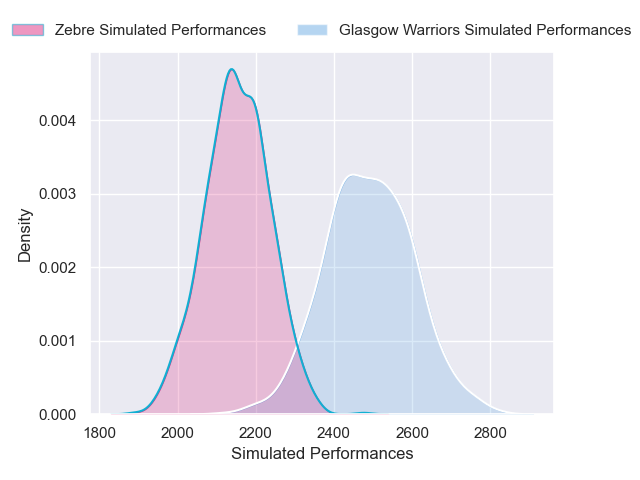 Zebre Simulated Performances Glasgow Warriors Simulated Performances
0.004
0.003
0.002
0.001
0.000
Density
1800 2000 2200 2400 2600 2800
Simulated Performances